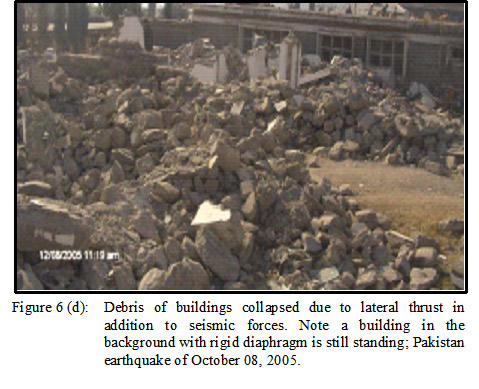 12/08/2005 11:19 am
Figure 6 (d): Debris of buildings collapsed due to lateral thrust in
addition to seismic forces. Note a building in the
background with rigid diaphragm is still standing; Pakistan
earthquake of October 08, 2005.